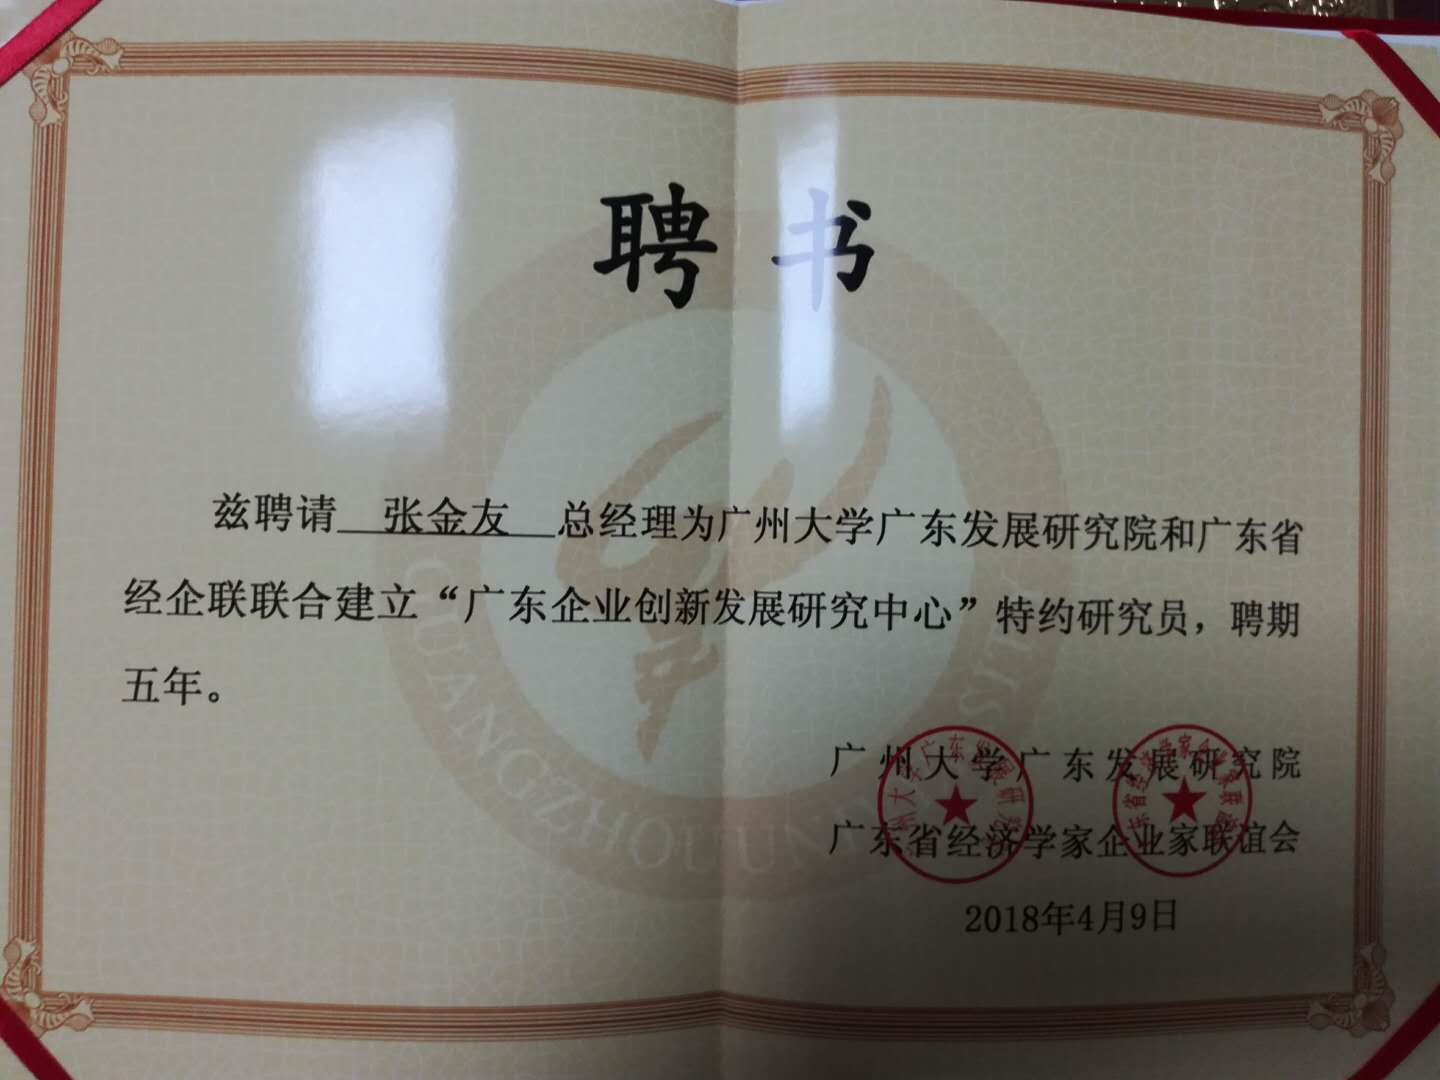 聘书
兹聘请 张金友 总经理为广州大学广东发展研究院和广东省
经企联联合建立“广东企业创新发展研究中心”特约研究员，聘期
五年。
广州大学广东发展研究院
广东省经济学家企业家联谊会
2018年4月9日
GUANGZHOU UN